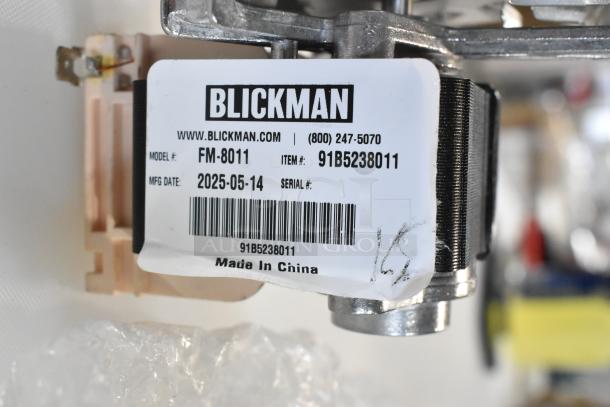 BLICKMAN
WWW.BLICKMAN.COM | (800) 247-5070
MODEL #: FM-8011 ITEM #: 91B5238011
MFG DATE: 2025-05-14 SERIAL #:
91B5238011
Made In China